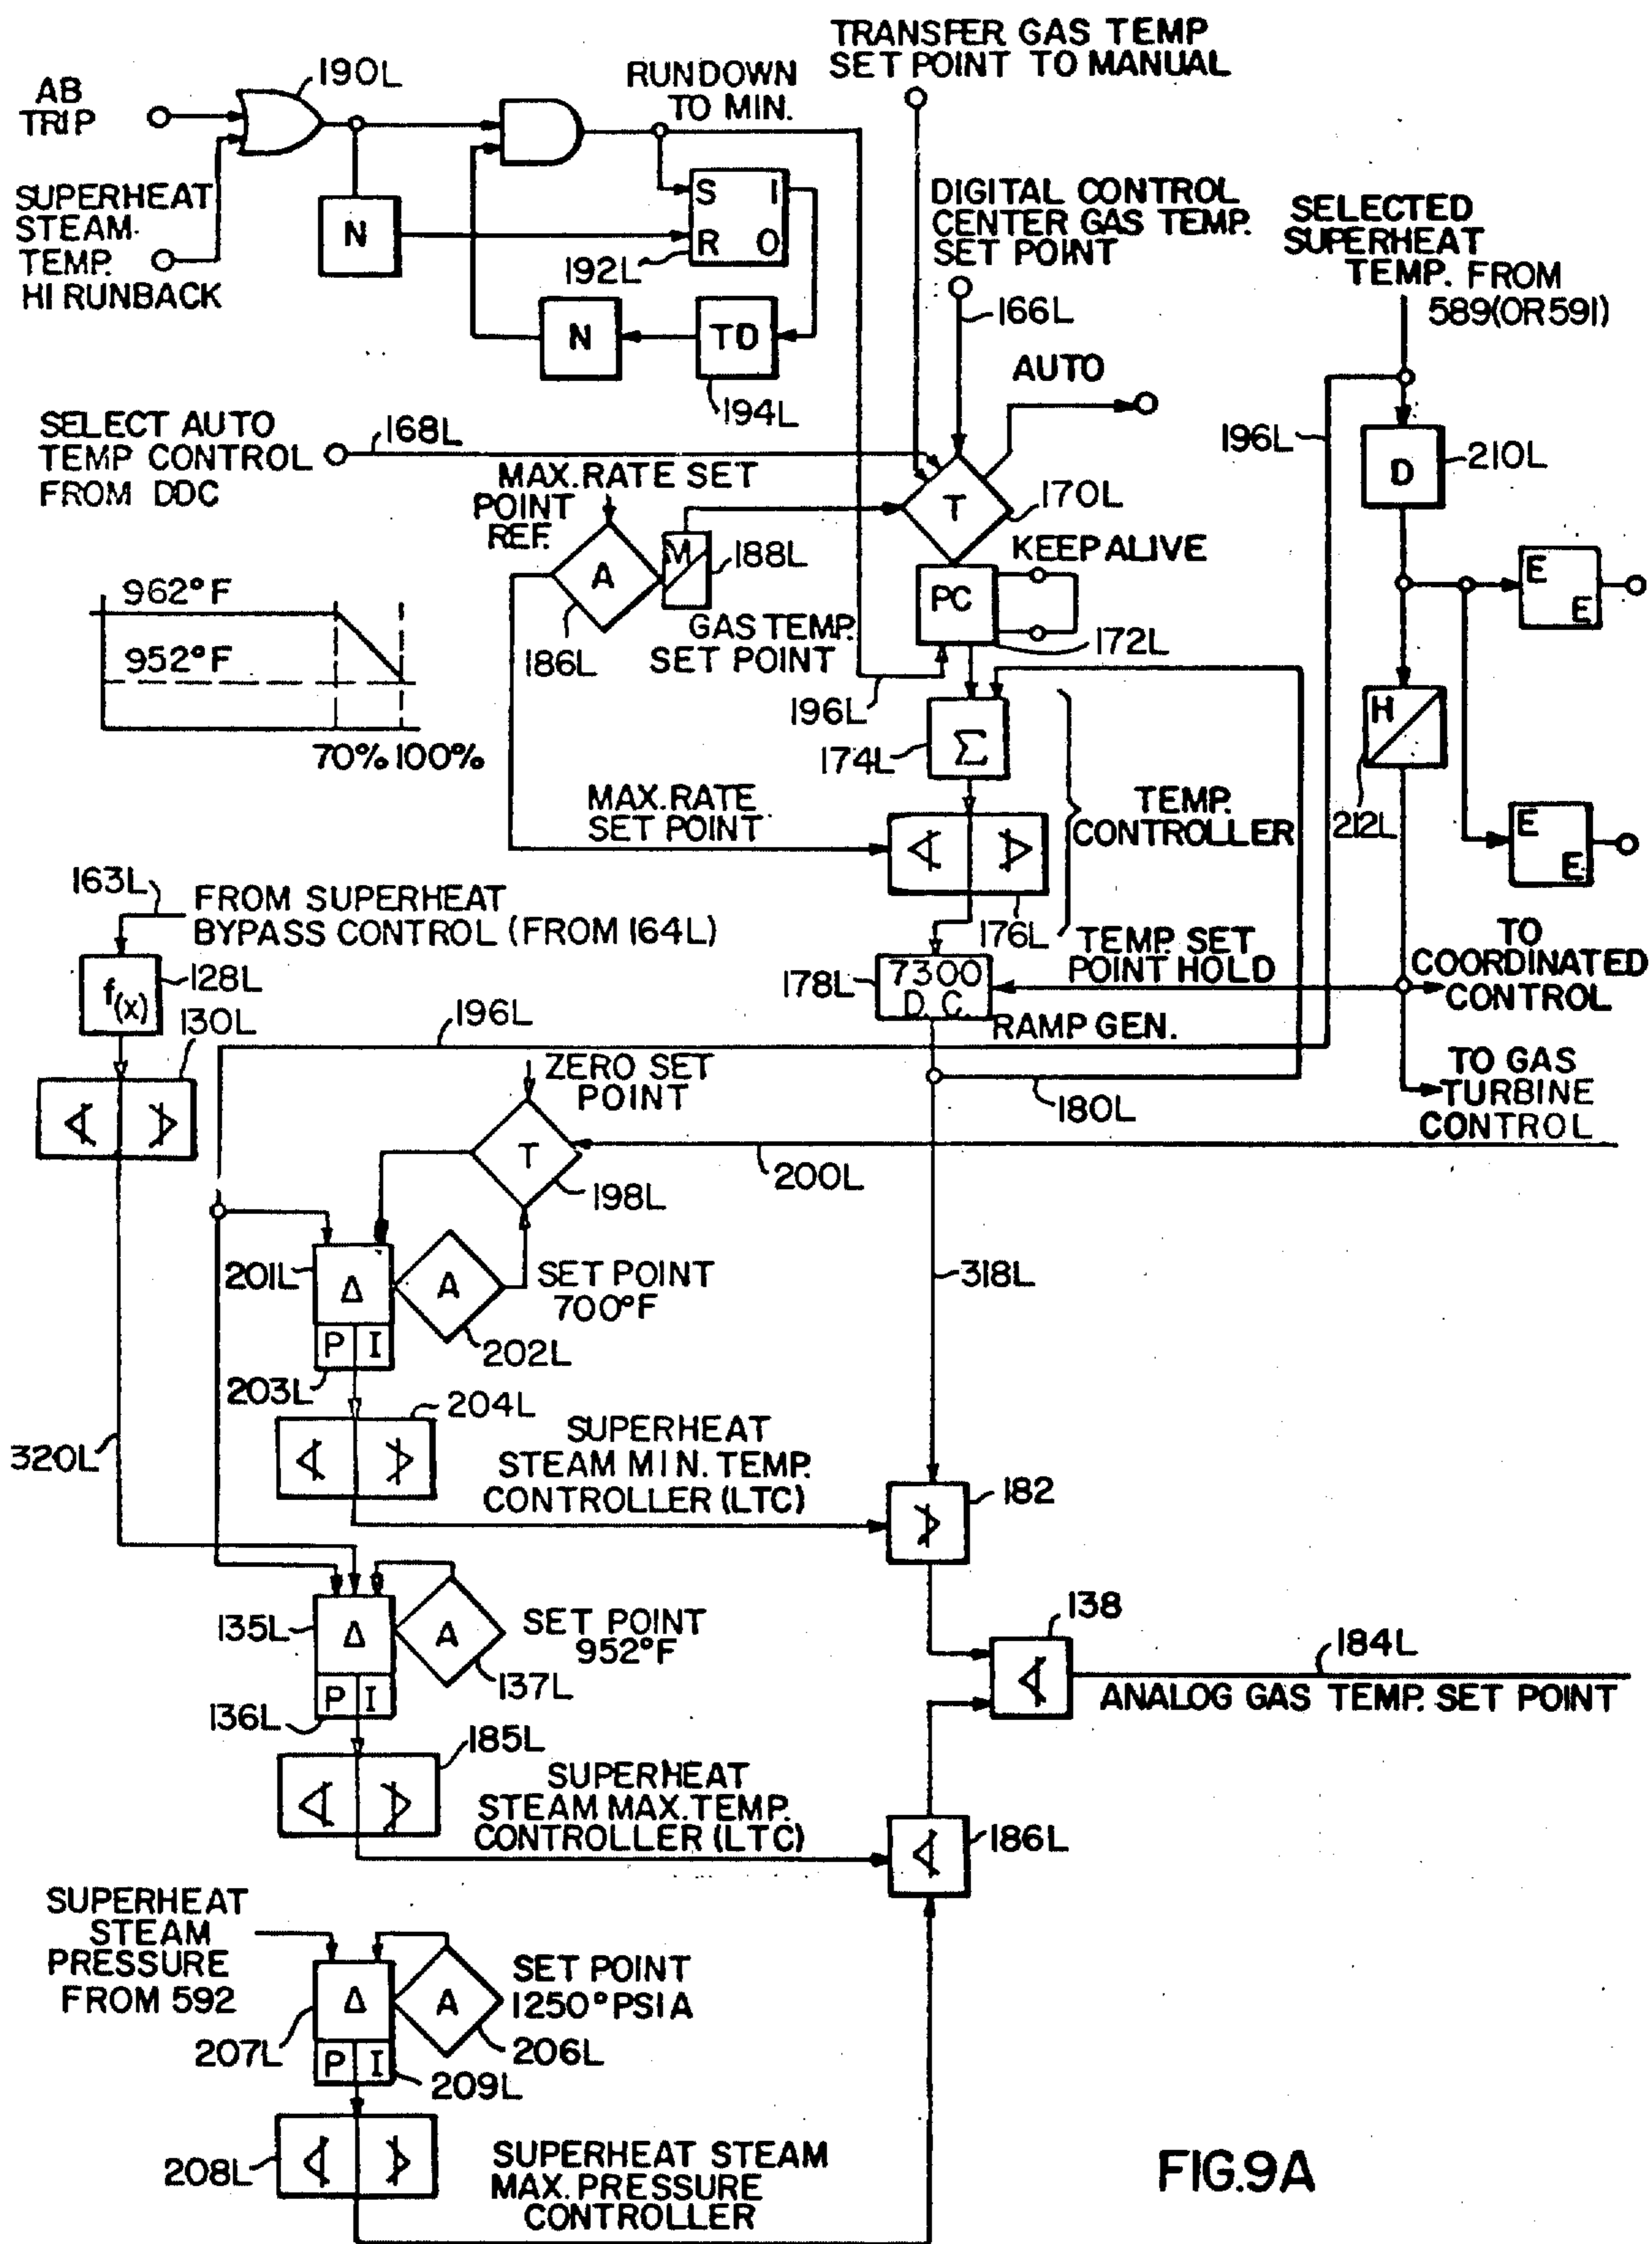 TRANSFER GAS TEMP
SET POINT TO MANUAL
190L
AB
TRIP
RUNDOWN
TO MIN.
SUPERHEAT
STEAM
TEMP.
HI RUNBACK
N
S I
R O
192L
N
TD
194L
DIGITAL CONTROL
CENTER GAS TEMP.
SET POINT
166L
SELECTED
SUPERHEAT
TEMP. FROM
589(OR 591)
AUTO
SELECT AUTO
TEMP CONTROL
FROM DDC
168L
MAX. RATE SET
POINT
REF.
A
186L
M
188L
GAS TEMP.
SET POINT
T
170L
KEEP ALIVE
PC
172L
196L
D
210L
E
E
962°F
952°F
70% 100%
196L
174L
Σ
H
212L
E
E
MAX. RATE
SET POINT
TEMP.
CONTROLLER
∢ ⊅
176L
163L
FROM SUPERHEAT
BYPASS CONTROL (FROM 164L)
f(x)
128L
130L
∢ ⊅
178L
7300
D.C.
TEMP. SET
POINT HOLD
RAMP GEN.
TO
COORDINATED
CONTROL
196L
ZERO SET
POINT
180L
TO GAS
TURBINE
CONTROL
T
198L
200L
201L
Δ
A
SET POINT
700°F
202L
P I
203L
318L
204L
∢ ⊅
320L
SUPERHEAT
STEAM MIN. TEMP.
CONTROLLER (LTC)
⊅
182
135L
Δ
A
SET POINT
952°F
137L
P I
136L
138
∢
184L
ANALOG GAS TEMP. SET POINT
185L
∢ ⊅
SUPERHEAT
STEAM MAX. TEMP.
CONTROLLER (LTC)
∢
186L
SUPERHEAT
STEAM
PRESSURE
FROM 592
Δ
A
SET POINT
1250°PSIA
207L
206L
P I
209L
208L
∢ ⊅
SUPERHEAT STEAM
MAX. PRESSURE
CONTROLLER
FIG.9A